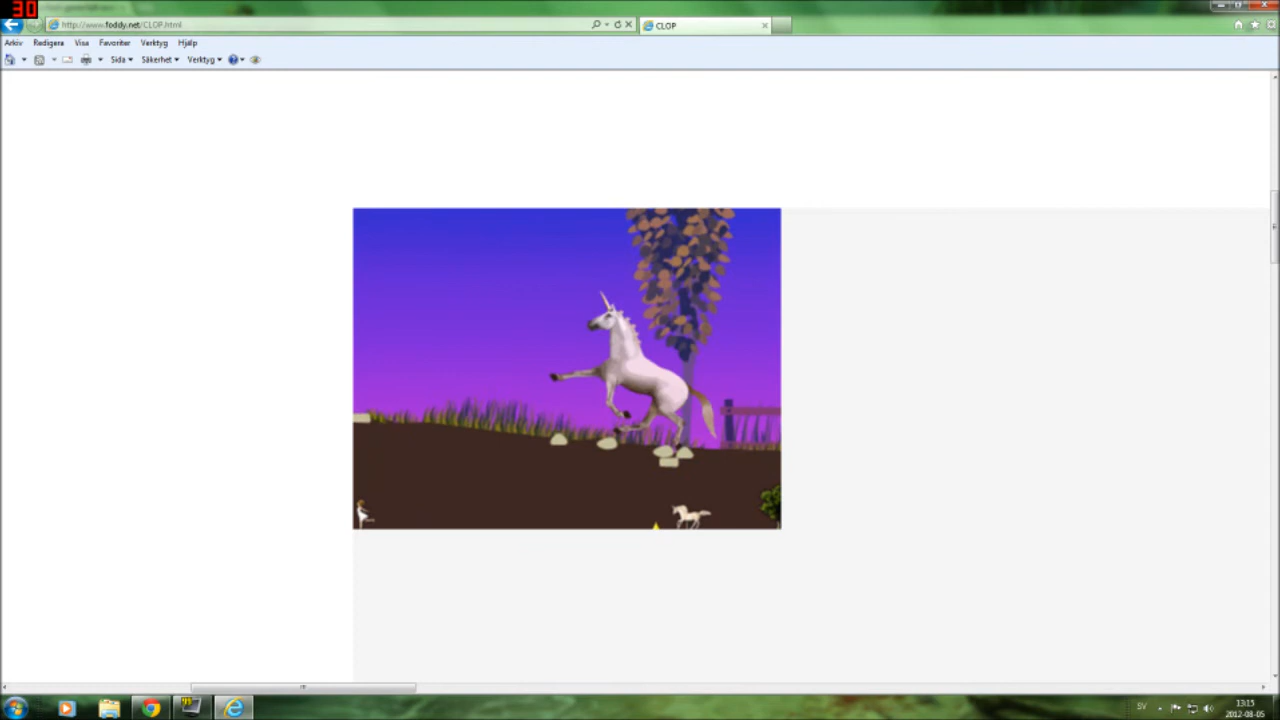 30
http://www.foddy.net/CLOP.html
CLOP
Arkiv Redigera Visa Favoriter Verktyg Hjälp
Sida Säkerhet Verktyg
SV
13:15
2012-08-05